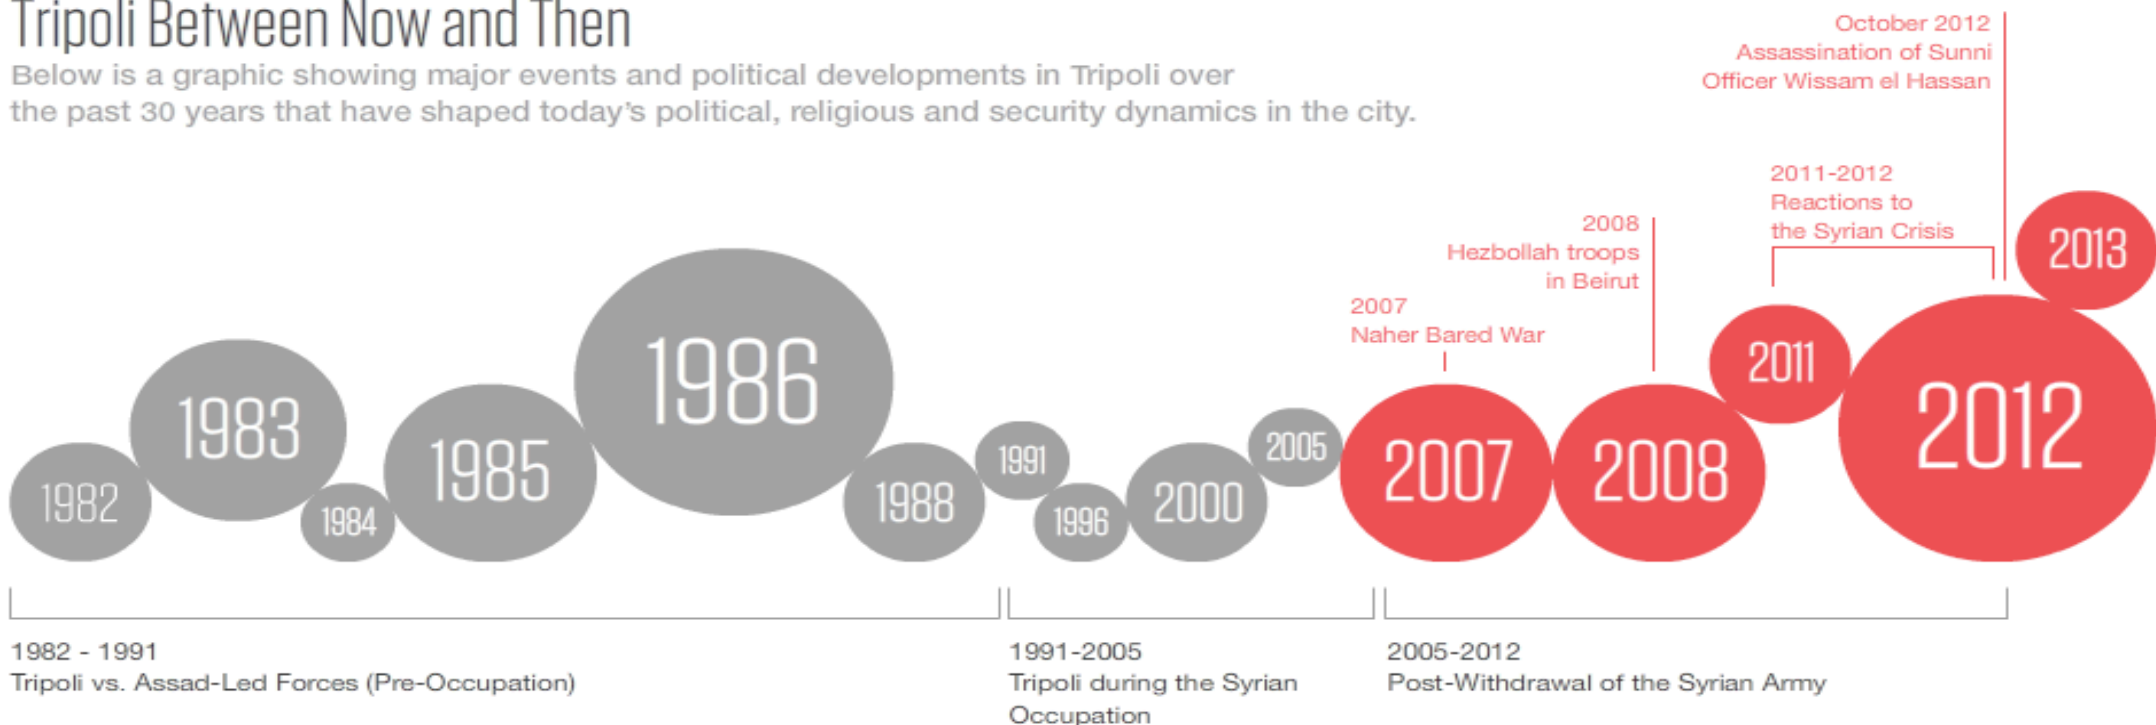 Tripoli Between Now and Then
Below is a graphic showing major events and political developments in Tripoli over
the past 30 years that have shaped today's political, religious and security dynamics in the city.
October 2012
Assassination of Sunni
Officer Wissam el Hassan
2011-2012
Reactions to
the Syrian Crisis
2008
Hezbollah troops
in Beirut
2007
Naher Bared War
1982
1983
1984
1985
1986
1988
1991
1996
2000
2005
2007
2008
2011
2012
2013
1982 - 1991
Tripoli vs. Assad-Led Forces (Pre-Occupation)
1991-2005
Tripoli during the Syrian
Occupation
2005-2012
Post-Withdrawal of the Syrian Army